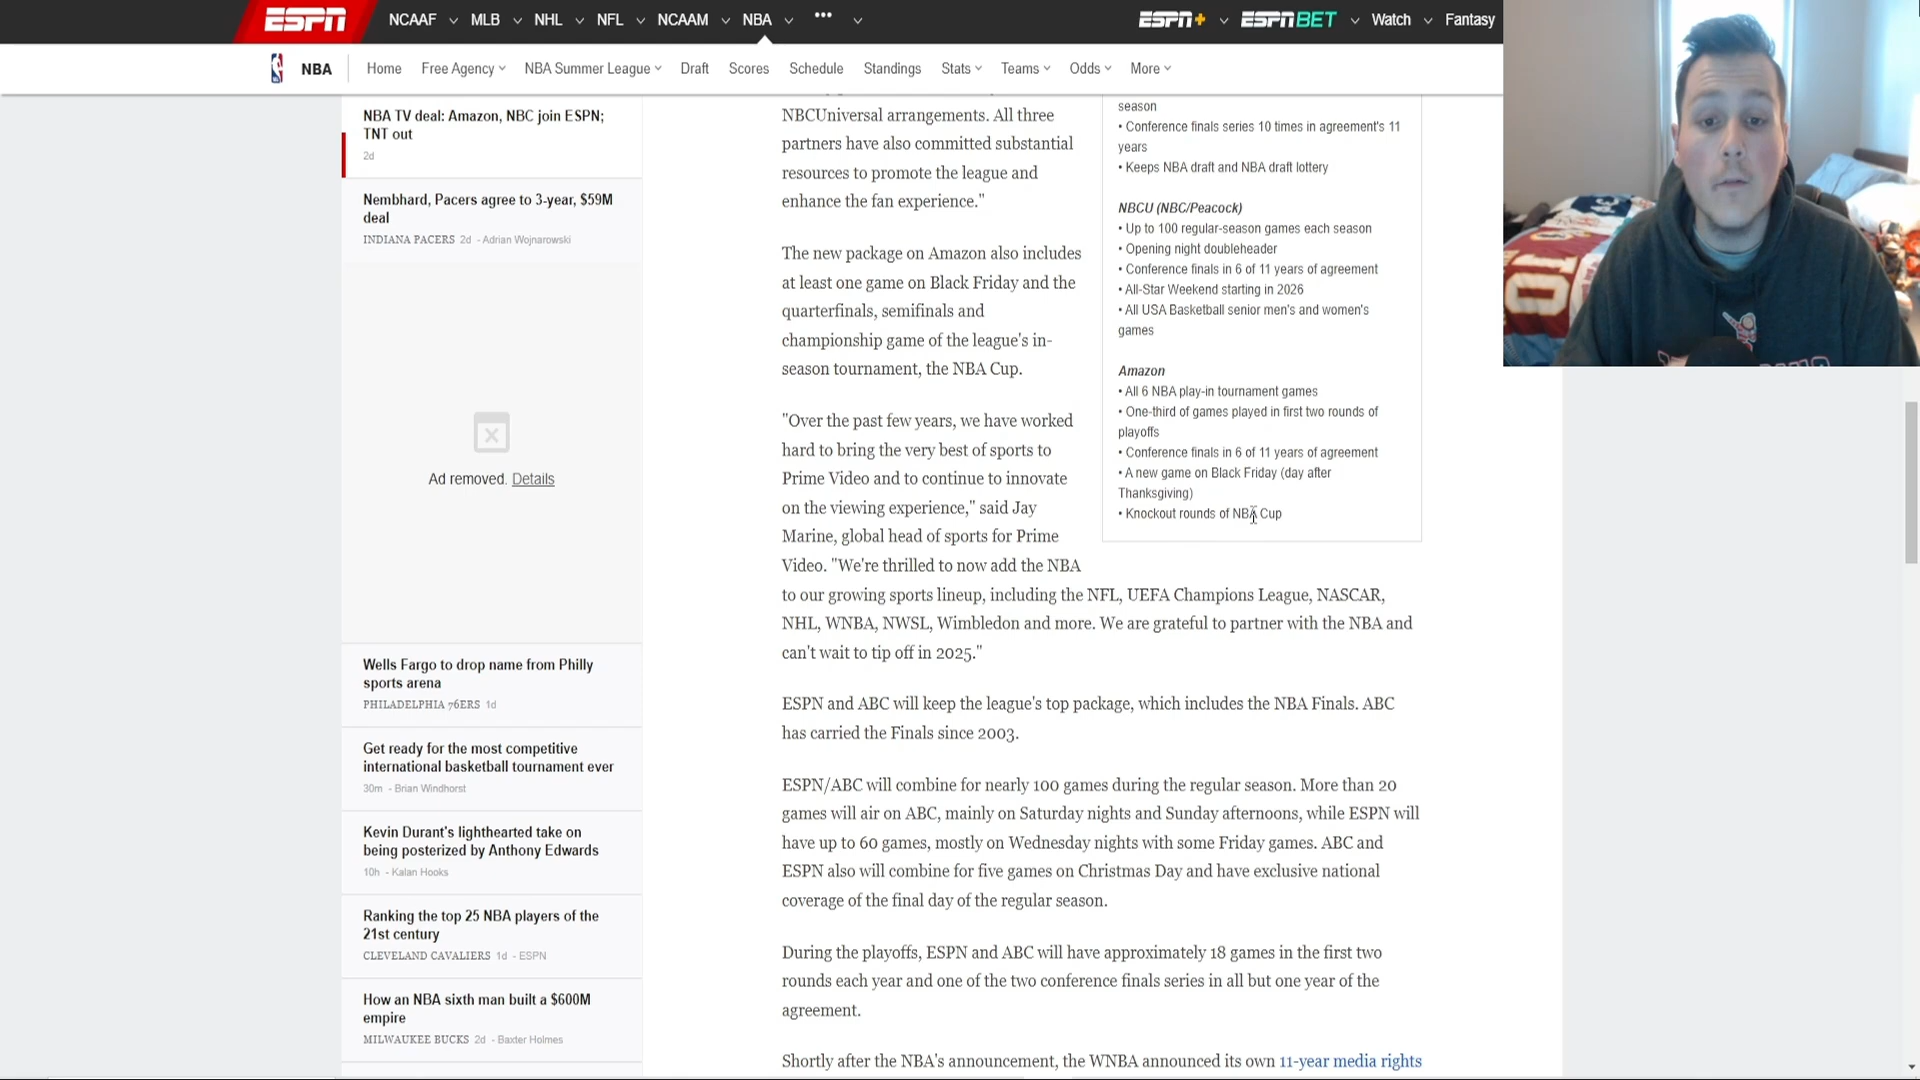 ESPN NCAAF MLB NHL NFL NCAAM NBA ••• ESPN+ ESPN BET Watch Fantasy
NBA Home Free Agency NBA Summer League Draft Scores Schedule Standings Stats Teams Odds More
NBA TV deal: Amazon, NBC join ESPN;
TNT out
2d
Nembhard, Pacers agree to 3-year, $59M
deal
INDIANA PACERS 2d - Adrian Wojnarowski
Ad removed. Details
Wells Fargo to drop name from Philly
sports arena
PHILADELPHIA 76ERS 1d
Get ready for the most competitive
international basketball tournament ever
30m - Brian Windhorst
Kevin Durant's lighthearted take on
being posterized by Anthony Edwards
10h - Kalan Hooks
Ranking the top 25 NBA players of the
21st century
CLEVELAND CAVALIERS 1d - ESPN
How an NBA sixth man built a $600M
empire
MILWAUKEE BUCKS 2d - Baxter Holmes
NBCUniversal arrangements. All three
partners have also committed substantial
resources to promote the league and
enhance the fan experience."
The new package on Amazon also includes
at least one game on Black Friday and the
quarterfinals, semifinals and
championship game of the league's in-
season tournament, the NBA Cup.
"Over the past few years, we have worked
hard to bring the very best of sports to
Prime Video and to continue to innovate
on the viewing experience," said Jay
Marine, global head of sports for Prime
Video. "We're thrilled to now add the NBA
to our growing sports lineup, including the NFL, UEFA Champions League, NASCAR,
NHL, WNBA, NWSL, Wimbledon and more. We are grateful to partner with the NBA and
can't wait to tip off in 2025."
ESPN and ABC will keep the league's top package, which includes the NBA Finals. ABC
has carried the Finals since 2003.
ESPN/ABC will combine for nearly 100 games during the regular season. More than 20
games will air on ABC, mainly on Saturday nights and Sunday afternoons, while ESPN will
have up to 60 games, mostly on Wednesday nights with some Friday games. ABC and
ESPN also will combine for five games on Christmas Day and have exclusive national
coverage of the final day of the regular season.
During the playoffs, ESPN and ABC will have approximately 18 games in the first two
rounds each year and one of the two conference finals series in all but one year of the
agreement.
Shortly after the NBA's announcement, the WNBA announced its own 11-year media rights
season
• Conference finals series 10 times in agreement's 11
years
• Keeps NBA draft and NBA draft lottery
NBCU (NBC/Peacock)
• Up to 100 regular-season games each season
• Opening night doubleheader
• Conference finals in 6 of 11 years of agreement
• All-Star Weekend starting in 2026
• All USA Basketball senior men's and women's
games
Amazon
• All 6 NBA play-in tournament games
• One-third of games played in first two rounds of
playoffs
• Conference finals in 6 of 11 years of agreement
• A new game on Black Friday (day after
Thanksgiving)
• Knockout rounds of NBA Cup